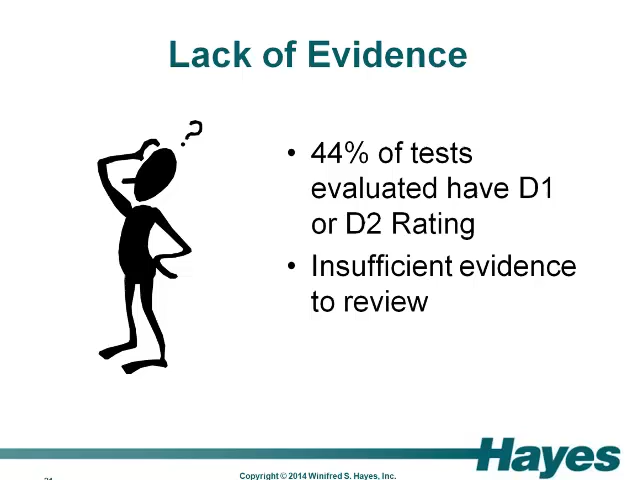 Lack of Evidence
?
• 44% of tests
evaluated have D1
or D2 Rating
• Insufficient evidence
to review
Hayes
Copyright © 2014 Winifred S. Hayes, Inc.